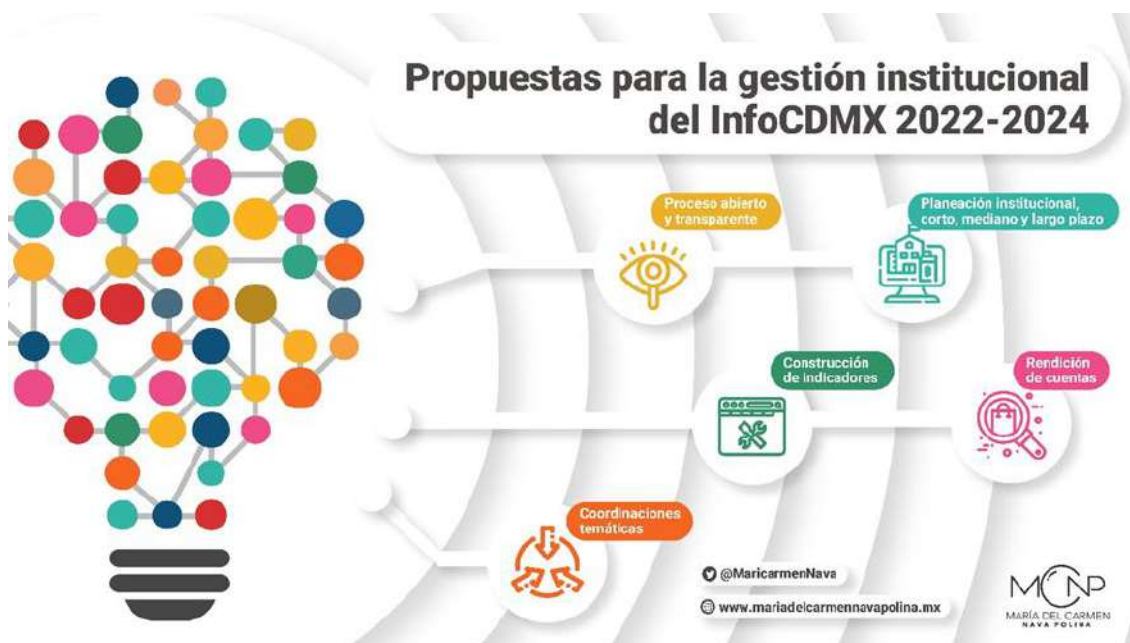 Propuestas para la gestión institucional
del InfoCDMX 2022-2024
Proceso abierto
y transparente
Planeación institucional,
corto, mediano y largo plazo
Construcción
de indicadores
Rendición
de cuentas
Coordinaciones
temáticas
@MaricarmenNava
www.mariadelcarmennavapolina.mx
MCNP
MARÍA DEL CARMEN
NAVA POLINA